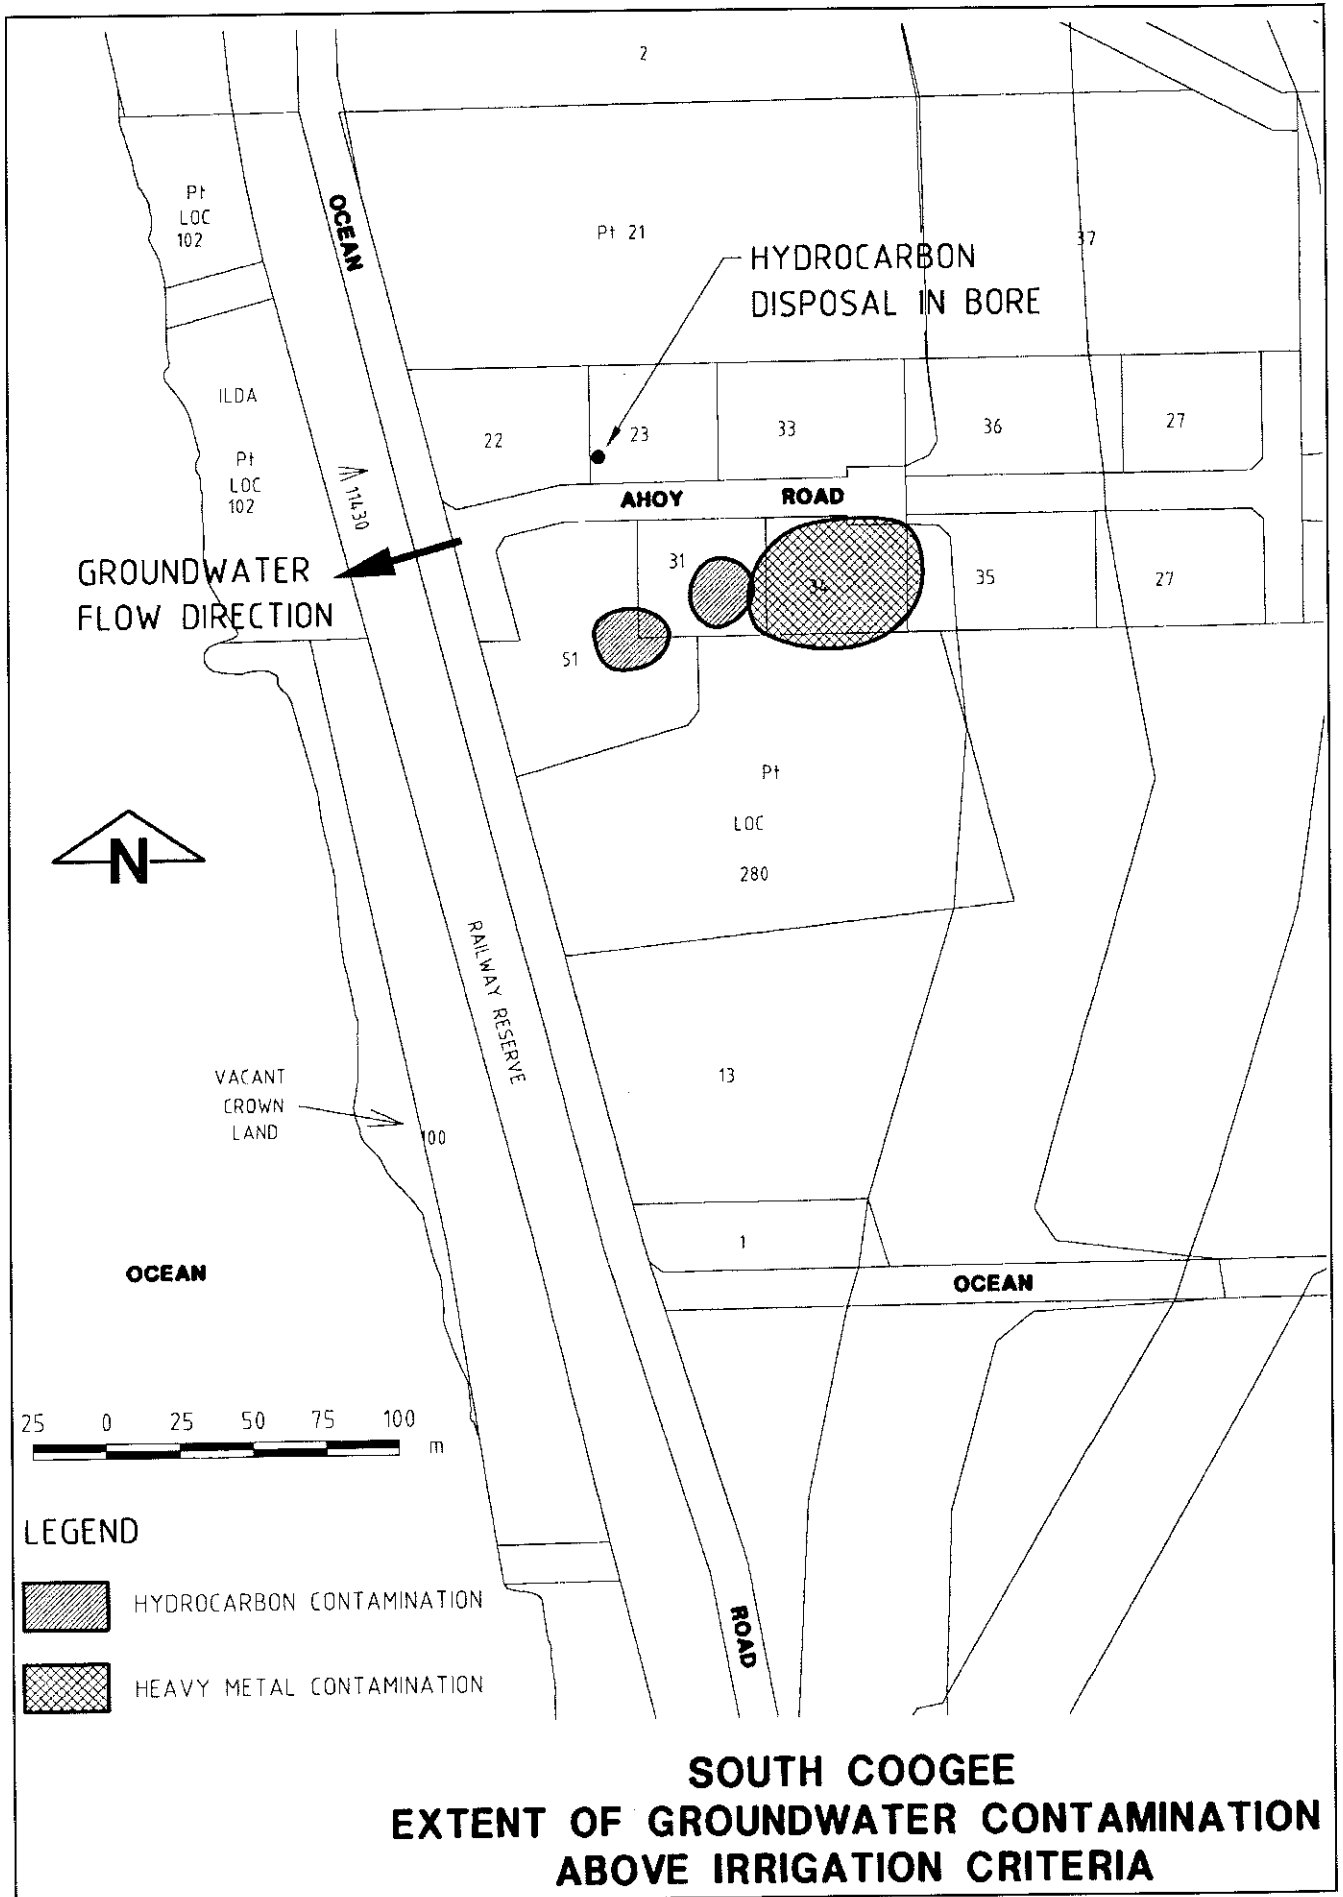 2
Pt
LOC
102
OCEAN
Pt 21
37
HYDROCARBON
DISPOSAL IN BORE
ILDA
Pt
LOC
102
22
23
33
36
27
11430
AHOY ROAD
GROUNDWATER
FLOW DIRECTION
31
34
35
27
51
Pt
LOC
280
N
RAILWAY RESERVE
VACANT
CROWN
LAND
100
13
1
OCEAN
OCEAN
25 0 25 50 75 100
m
LEGEND
HYDROCARBON CONTAMINATION
HEAVY METAL CONTAMINATION
ROAD
SOUTH COOGEE
EXTENT OF GROUNDWATER CONTAMINATION
ABOVE IRRIGATION CRITERIA